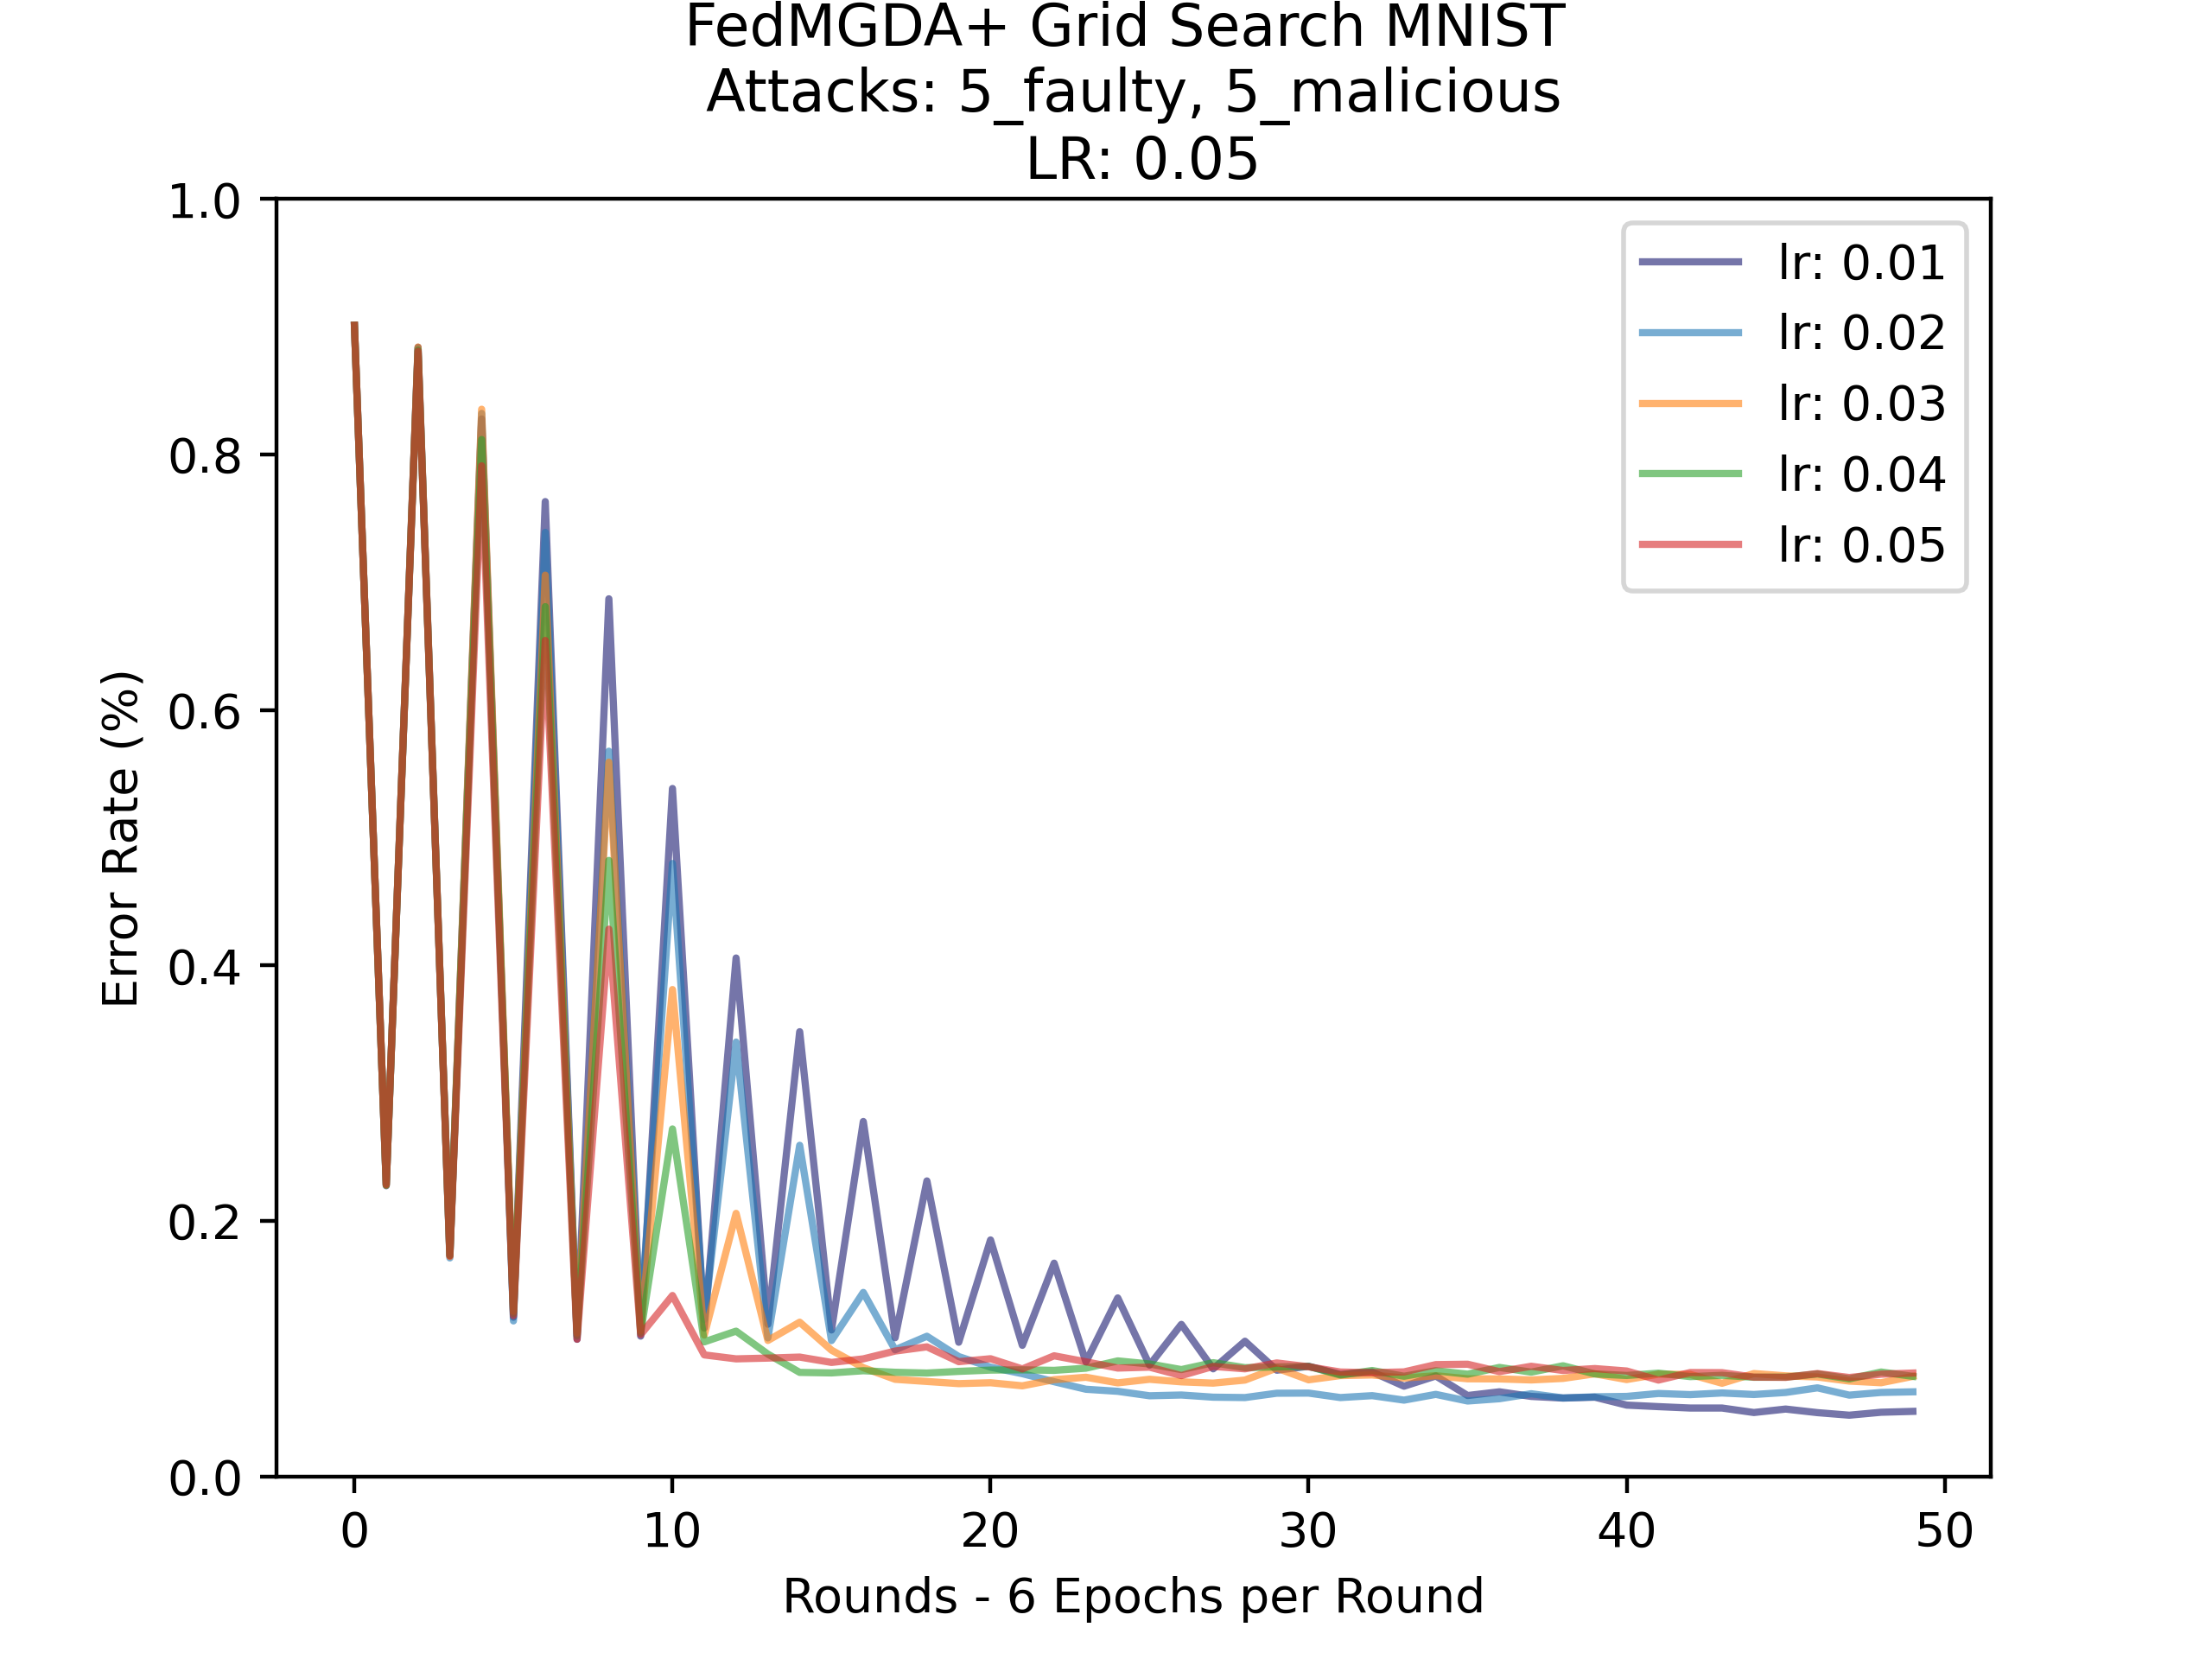 FedMGDA+ Grid Search MNIST
Attacks: 5_faulty, 5_malicious
LR: 0.05
1.0
0.8
0.6
0.4
0.2
0.0
Error Rate (%)
lr: 0.01
lr: 0.02
lr: 0.03
lr: 0.04
lr: 0.05
0 10 20 30 40 50
Rounds - 6 Epochs per Round